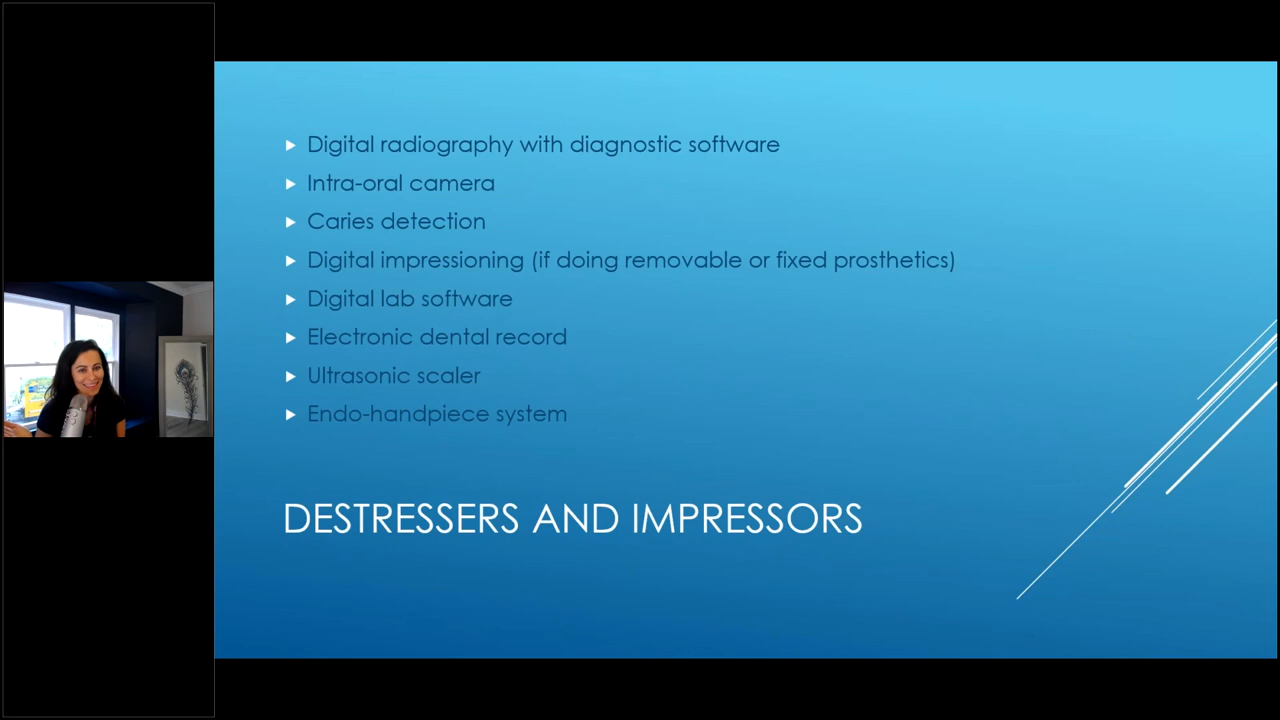 Digital radiography with diagnostic software
Intra-oral camera
Caries detection
Digital impressioning (if doing removable or fixed prosthetics)
Digital lab software
Electronic dental record
Ultrasonic scaler
Endo-handpiece system
DESTRESSERS AND IMPRESSORS